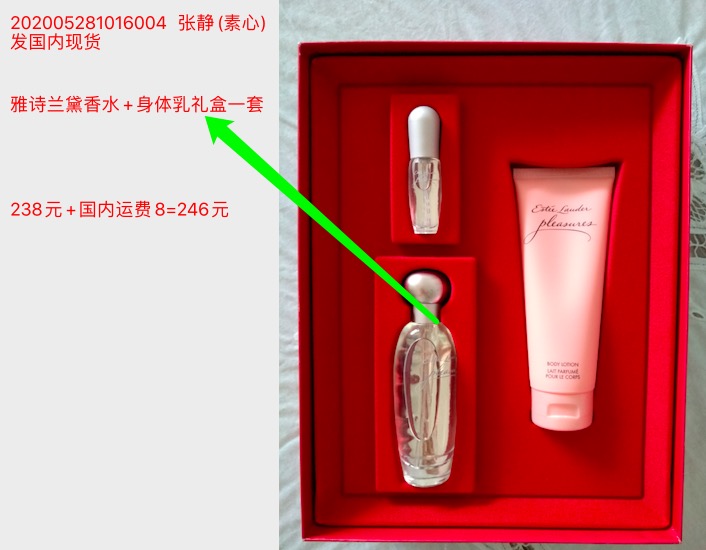 202005281016004 张静(素心)
发国内现货
雅诗兰黛香水+身体乳礼盒一套
238元+国内运费8=246元
Estée Lauder
pleasures
BODY LOTION
LAIT PARFUMÉ
POUR LE CORPS